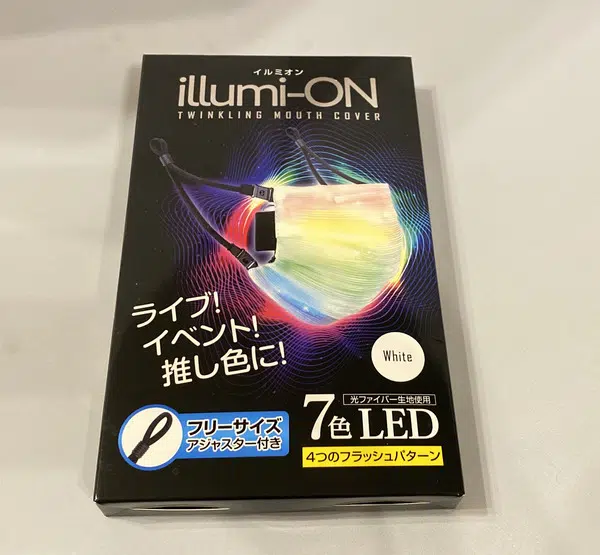 イルミオン
illumi-ON
TWINKLING MOUTH COVER
ライブ!
イベント!
推し色に!
White
フリーサイズ
アジャスター付き
光ファイバー生地使用
7色 LED
4つのフラッシュパターン